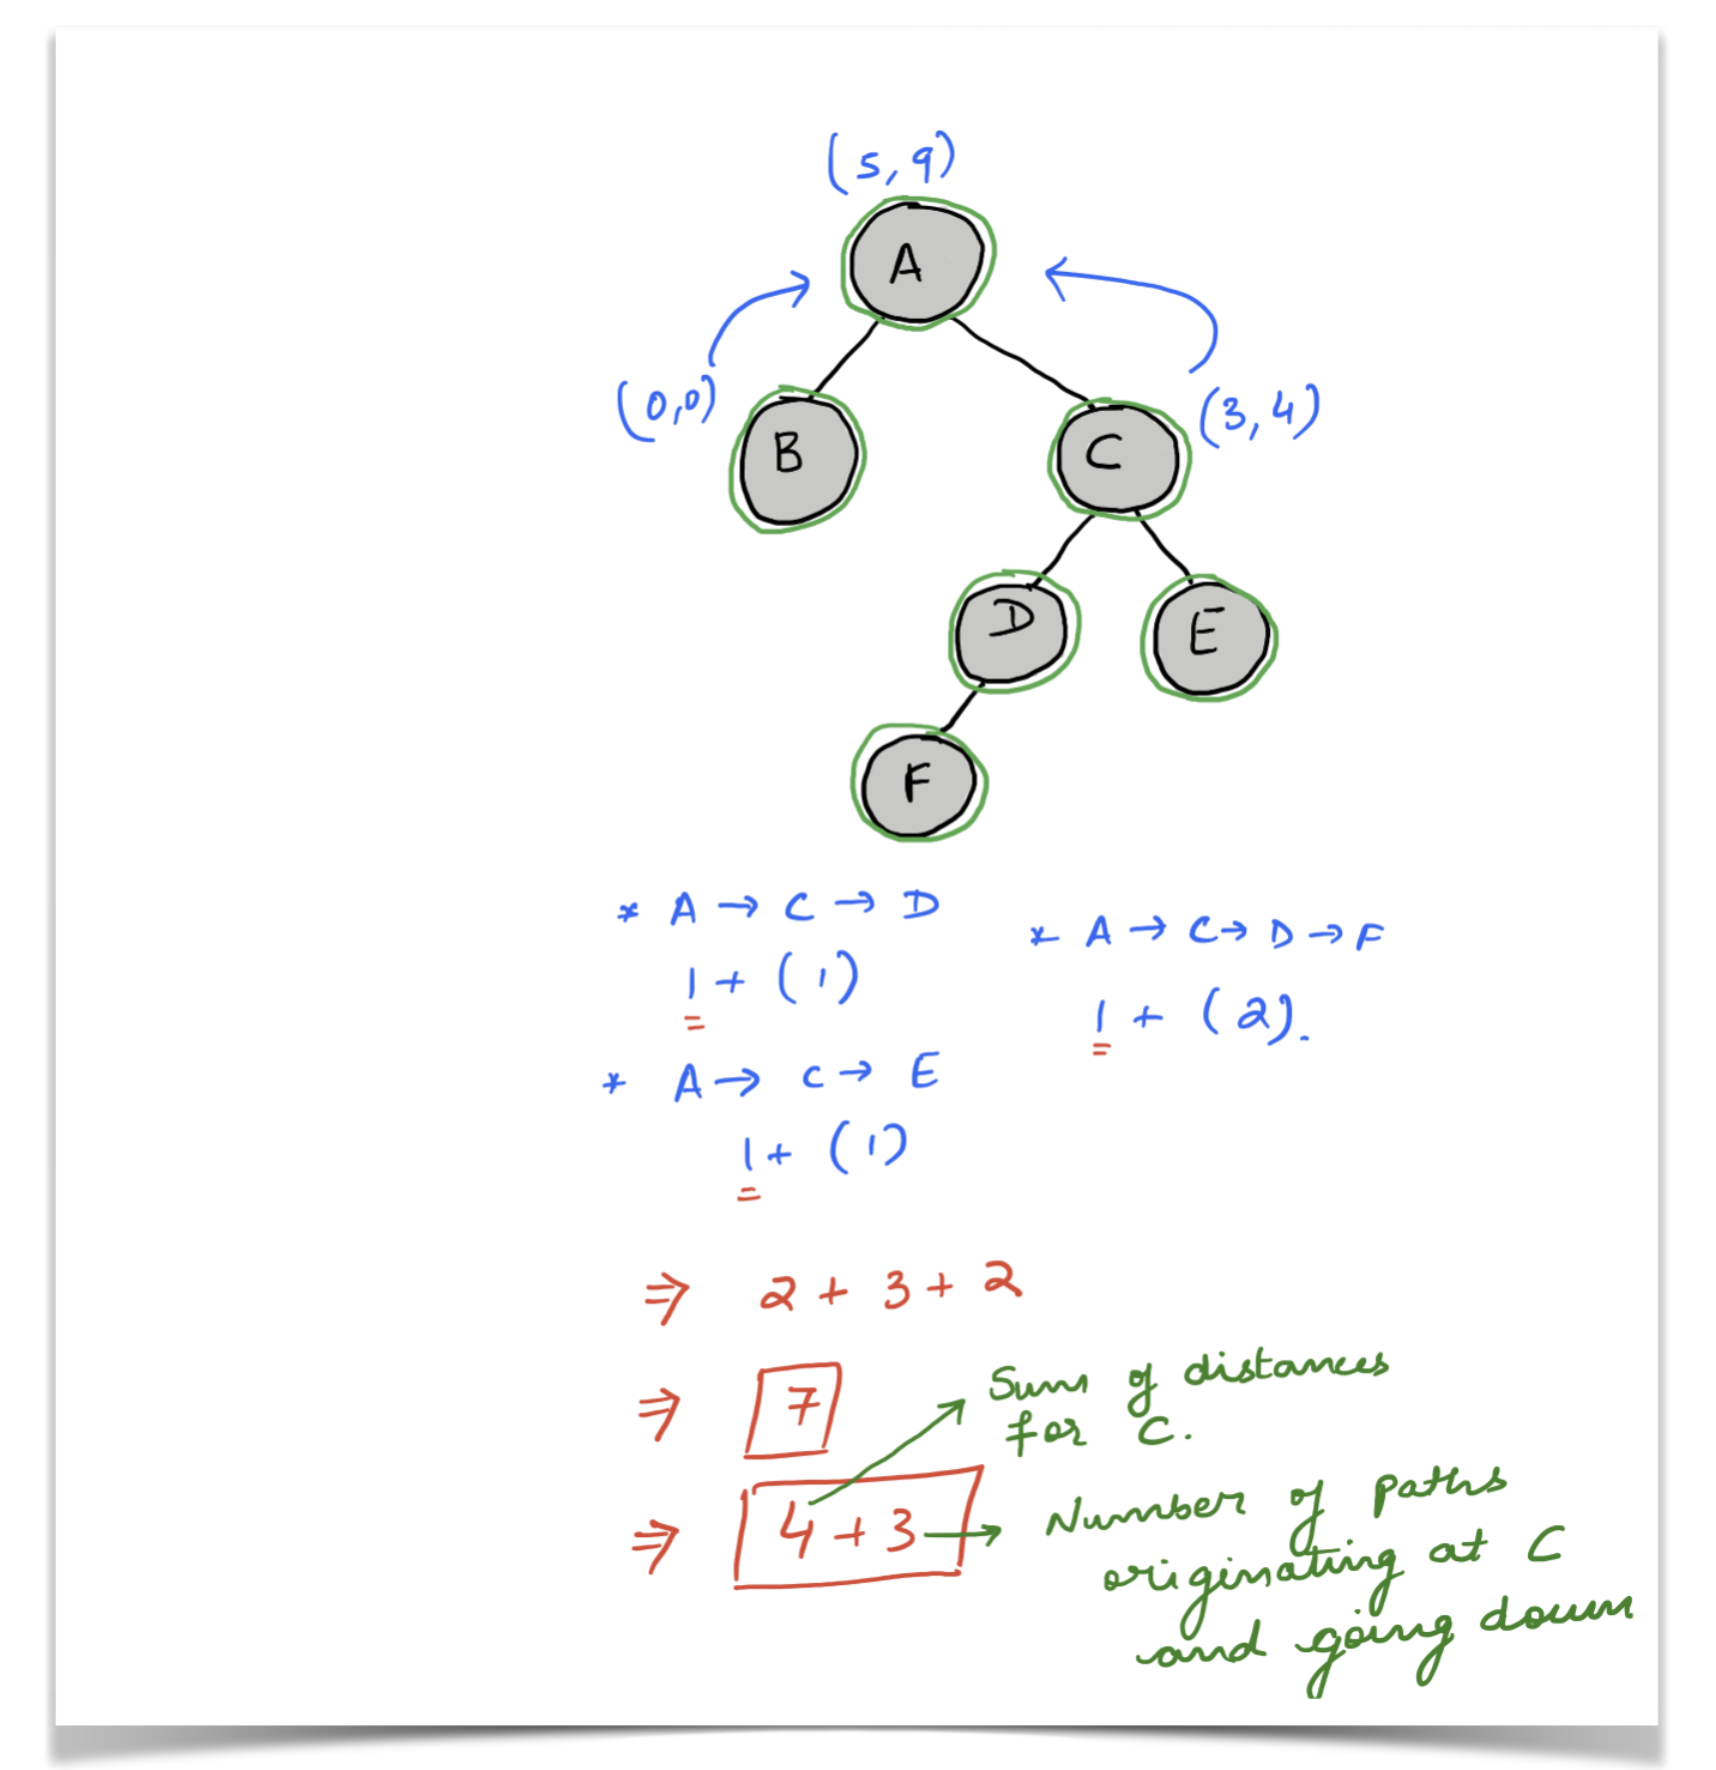 (5,9)
A
(0,0)
B
C
(3,4)
D
E
F
* A → C → D
1 + (1)
* A → C → D → F
1 + (2).
* A → C → E
1 + (1)
⇒ 2 + 3 + 2
⇒ 7
Sum of distances
for C.
⇒ 4 + 3 →
Number of paths
originating at C
and going down